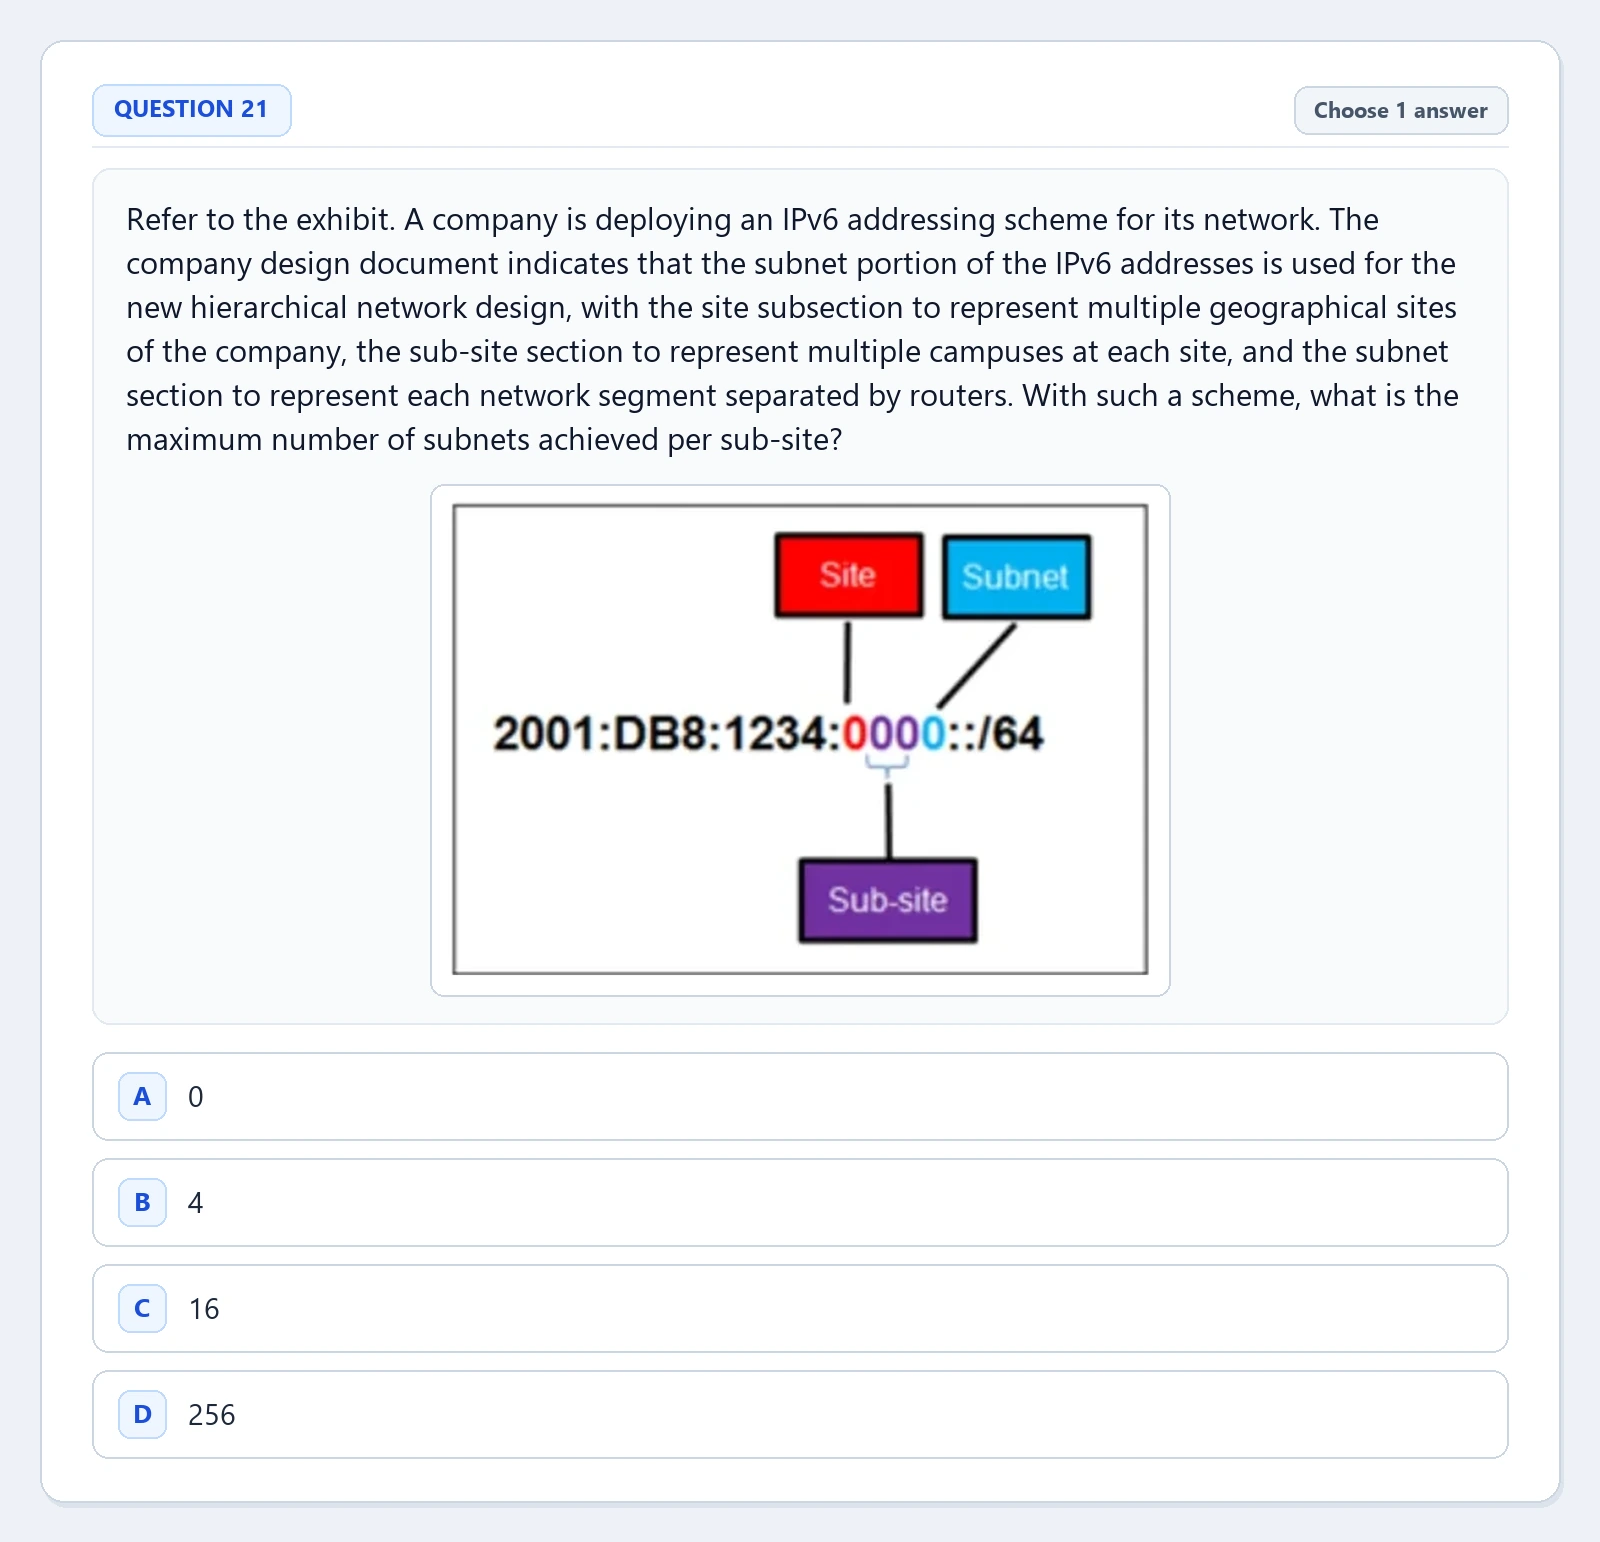 QUESTION 21
Choose 1 answer
Refer to the exhibit. A company is deploying an IPv6 addressing scheme for its network. The
company design document indicates that the subnet portion of the IPv6 addresses is used for the
new hierarchical network design, with the site subsection to represent multiple geographical sites
of the company, the sub-site section to represent multiple campuses at each site, and the subnet
section to represent each network segment separated by routers. With such a scheme, what is the
maximum number of subnets achieved per sub-site?
Site
Subnet
2001:DB8:1234:0000::/64
Sub-site
A 0
B 4
C 16
D 256